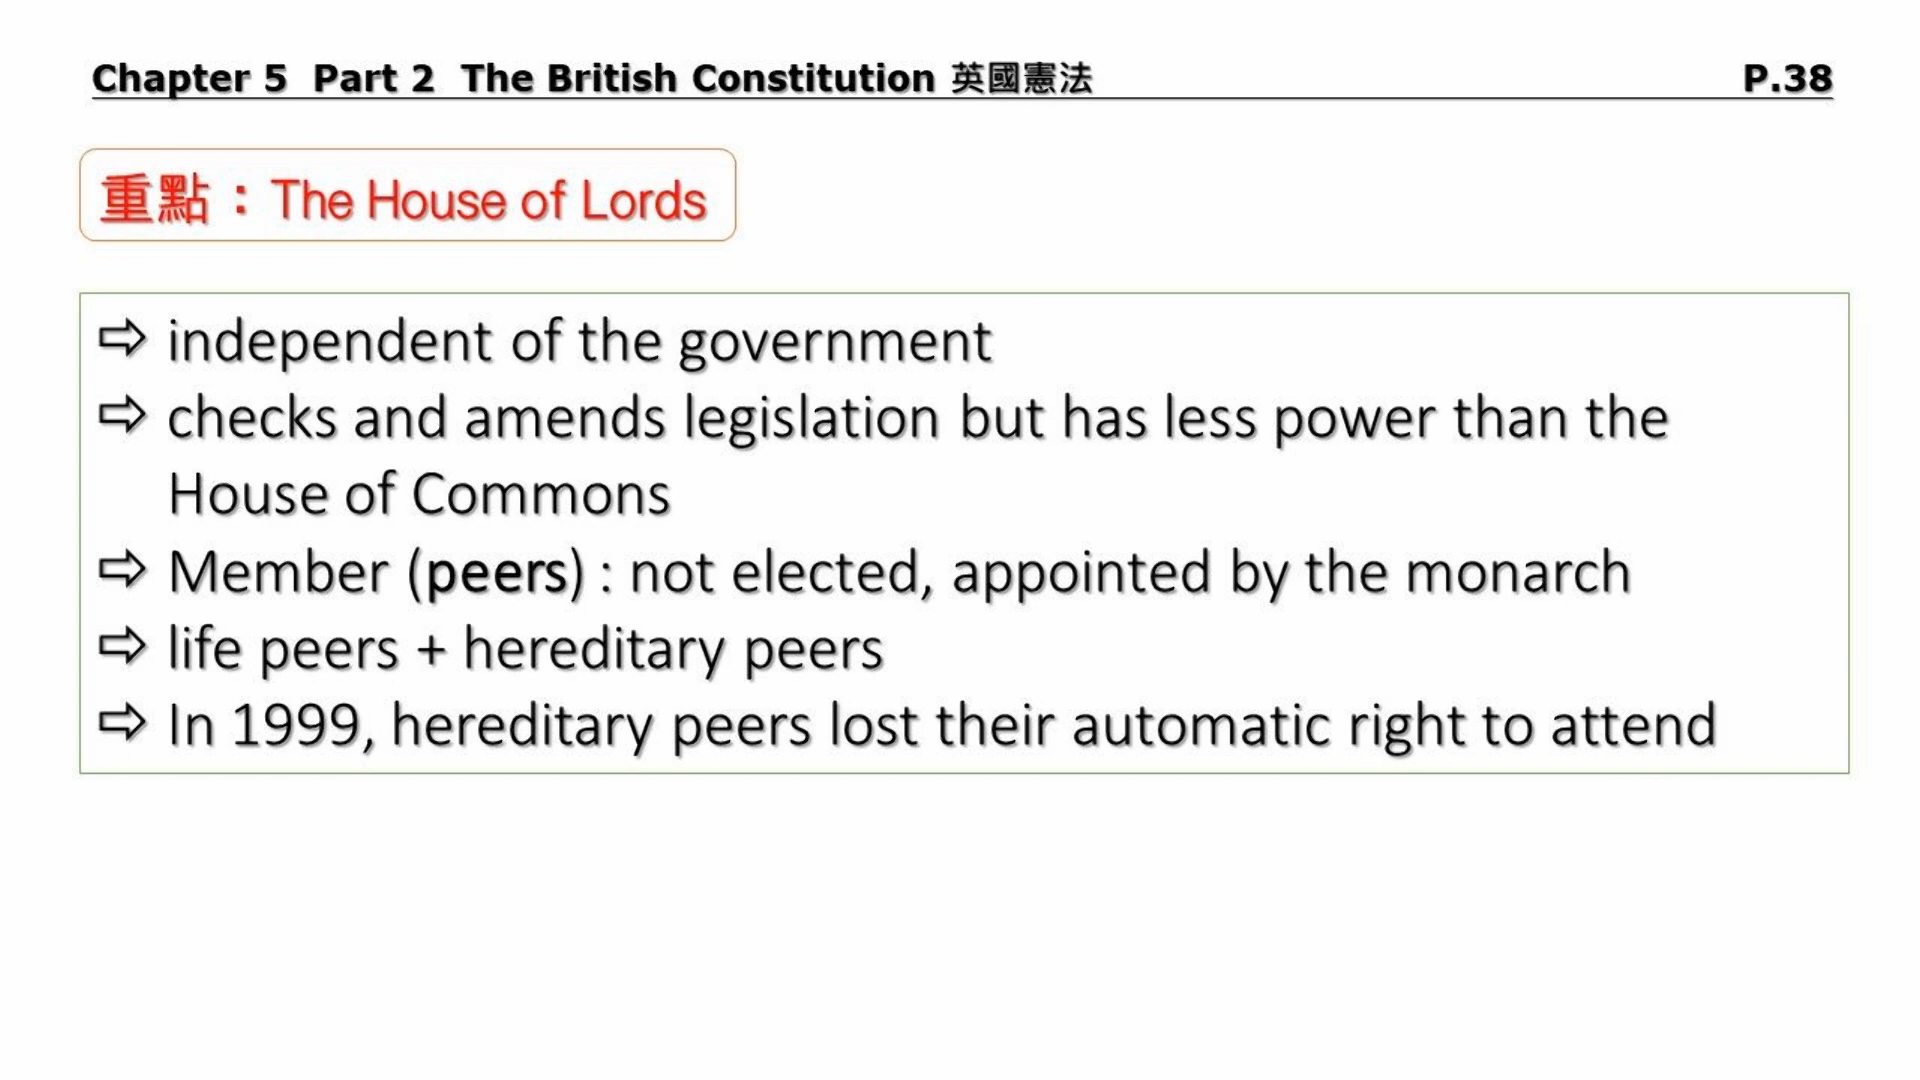 Chapter 5 Part 2 The British Constitution 英國憲法 P.38
重點：The House of Lords
⇨ independent of the government
⇨ checks and amends legislation but has less power than the
House of Commons
⇨ Member (peers) : not elected, appointed by the monarch
⇨ life peers + hereditary peers
⇨ In 1999, hereditary peers lost their automatic right to attend